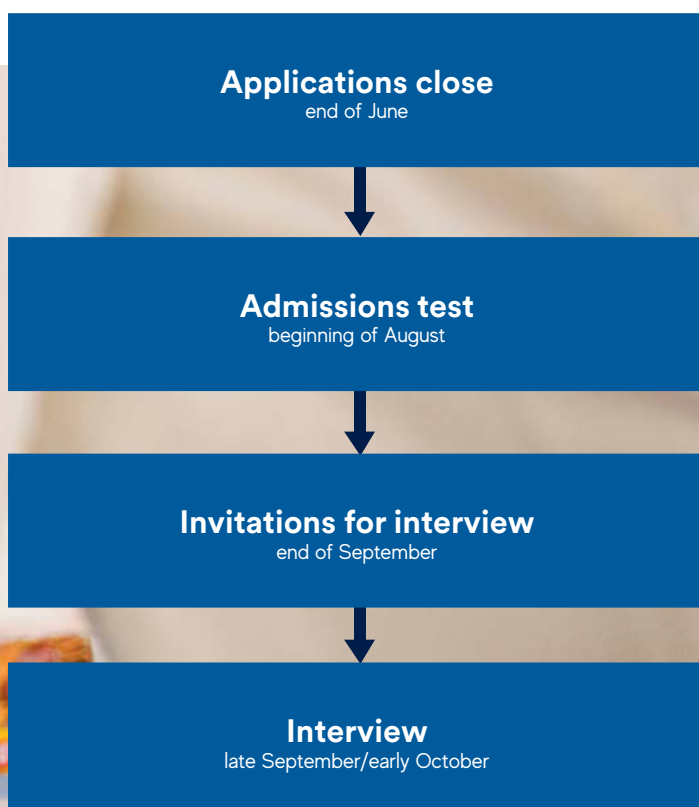 Applications close
end of June
Admissions test
beginning of August
Invitations for interview
end of September
Interview
late September/early October